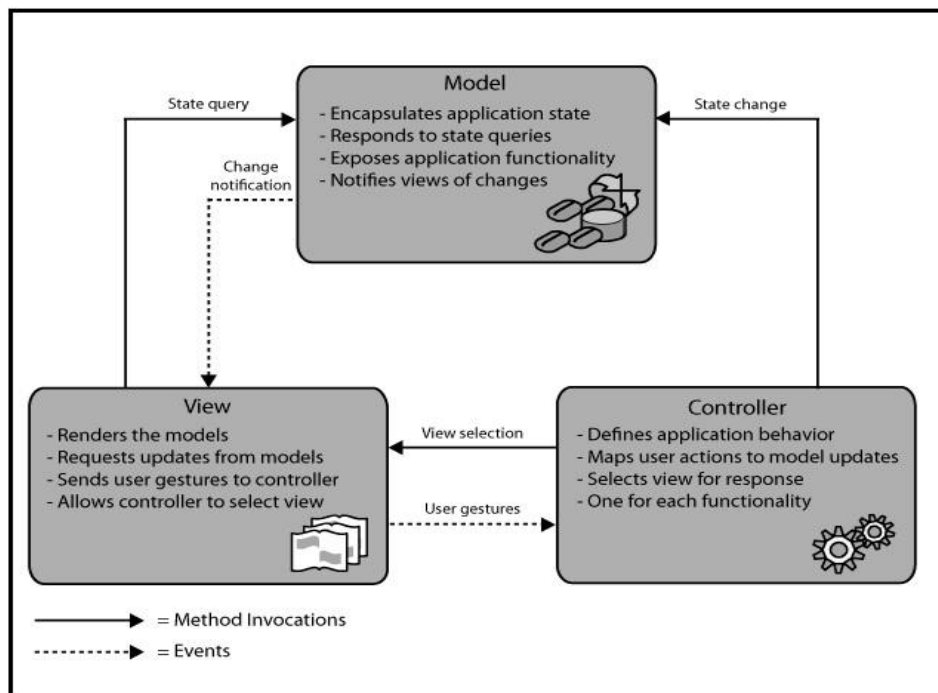 Model
- Encapsulates application state
- Responds to state queries
- Exposes application functionality
- Notifies views of changes
State query
State change
Change
notification
View
- Renders the models
- Requests updates from models
- Sends user gestures to controller
- Allows controller to select view
View selection
User gestures
Controller
- Defines application behavior
- Maps user actions to model updates
- Selects view for response
- One for each functionality
= Method Invocations
= Events